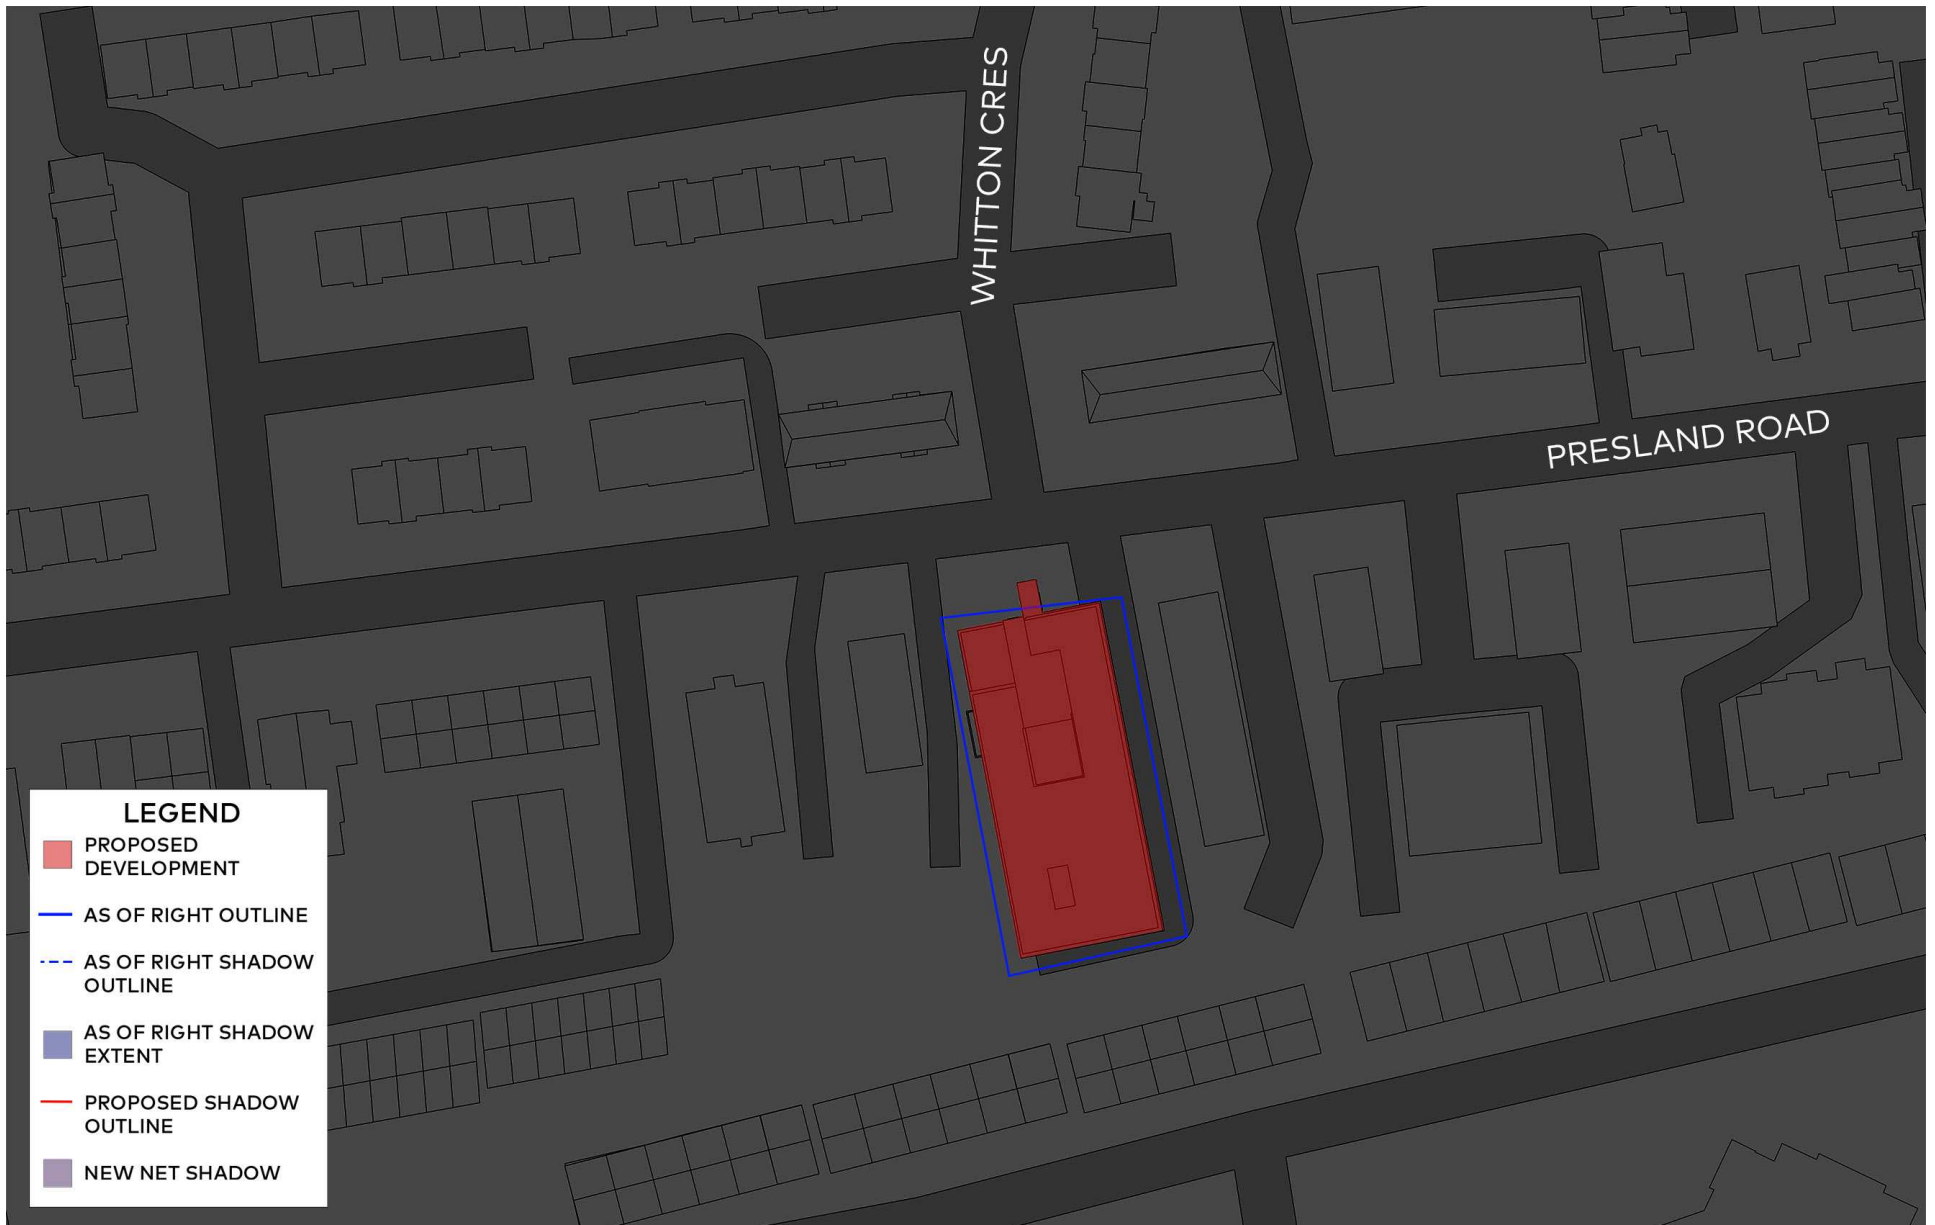 WHITTON CRES
PRESLAND ROAD
LEGEND
PROPOSED
DEVELOPMENT
AS OF RIGHT OUTLINE
AS OF RIGHT SHADOW
OUTLINE
AS OF RIGHT SHADOW
EXTENT
PROPOSED SHADOW
OUTLINE
NEW NET SHADOW